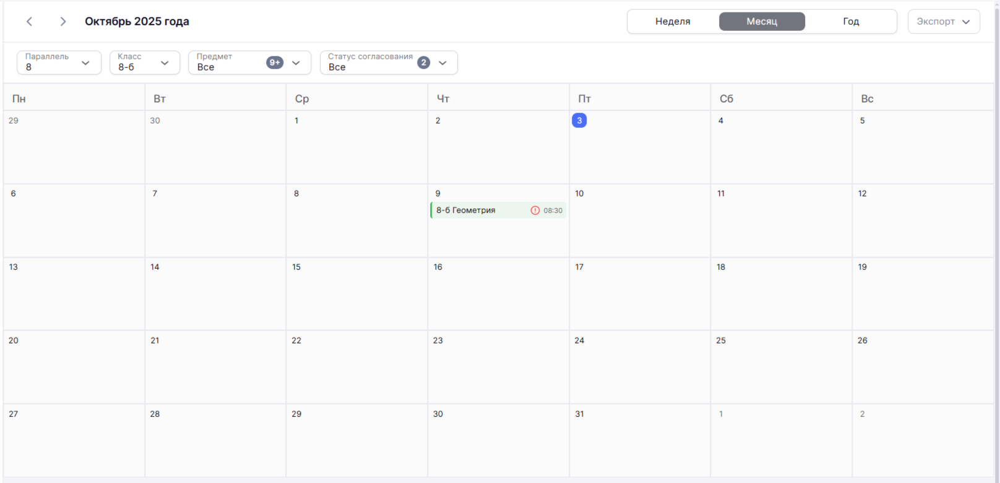 Октябрь 2025 года Неделя Месяц Год Экспорт
Параллель Класс Предмет Статус согласования
8 8-б Все 9+ Все 2
Пн Вт Ср Чт Пт Сб Вс
29 30 1 2 3 4 5
6 7 8 9 10 11 12
8-б Геометрия 08:30
13 14 15 16 17 18 19
20 21 22 23 24 25 26
27 28 29 30 31 1 2